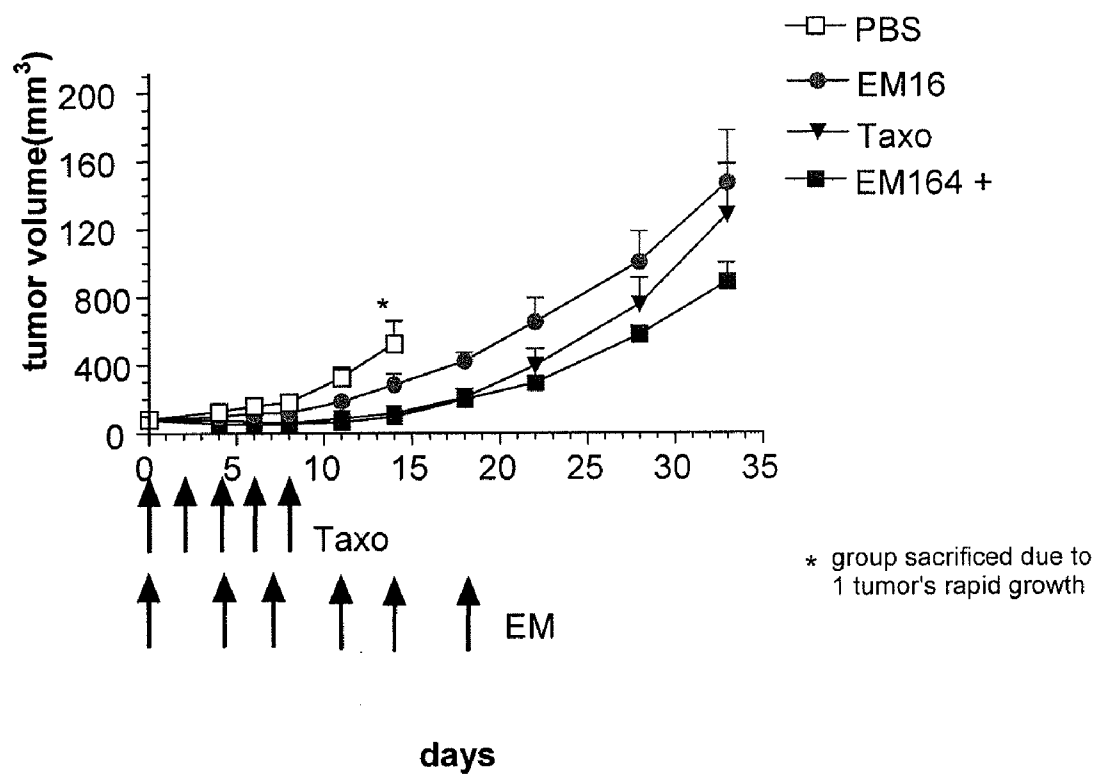 PBS
EM16
Taxo
EM164 +
tumor volume(mm3)
200
160
120
800
400
0
0 5 10 15 20 25 30 35
*
Taxo
EM
* group sacrificed due to
1 tumor's rapid growth
days